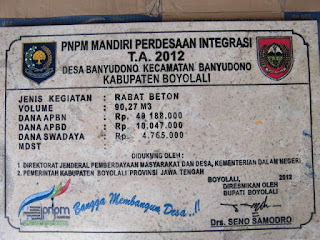 PNPM MANDIRI PERDESAAN INTEGRASI
T.A. 2012
DESA BANYUDONO KECAMATAN BANYUDONO
KABUPATEN BOYOLALI
JENIS KEGIATAN : RABAT BETON
VOLUME : 90,27 M3
DANA APBN : Rp. 49.188.000
DANA APBD : Rp. 10.047.000
DANA SWADAYA : Rp. 4.765.000
MDST
DIDUKUNG OLEH :
1. DIREKTORAT JENDERAL PEMBERDAYAAN MASYARAKAT DAN DESA, KEMENTERIAN DALAM NEGERI,
2. PEMERINTAH KABUPATEN BOYOLALI PROVINSI JAWA TENGAH
BOYOLALI, 2012
DIRESMIKAN OLEH
BUPATI BOYOLALI
pnpm
Bangga Membangun Desa..!!
Drs. SENO SAMODRO